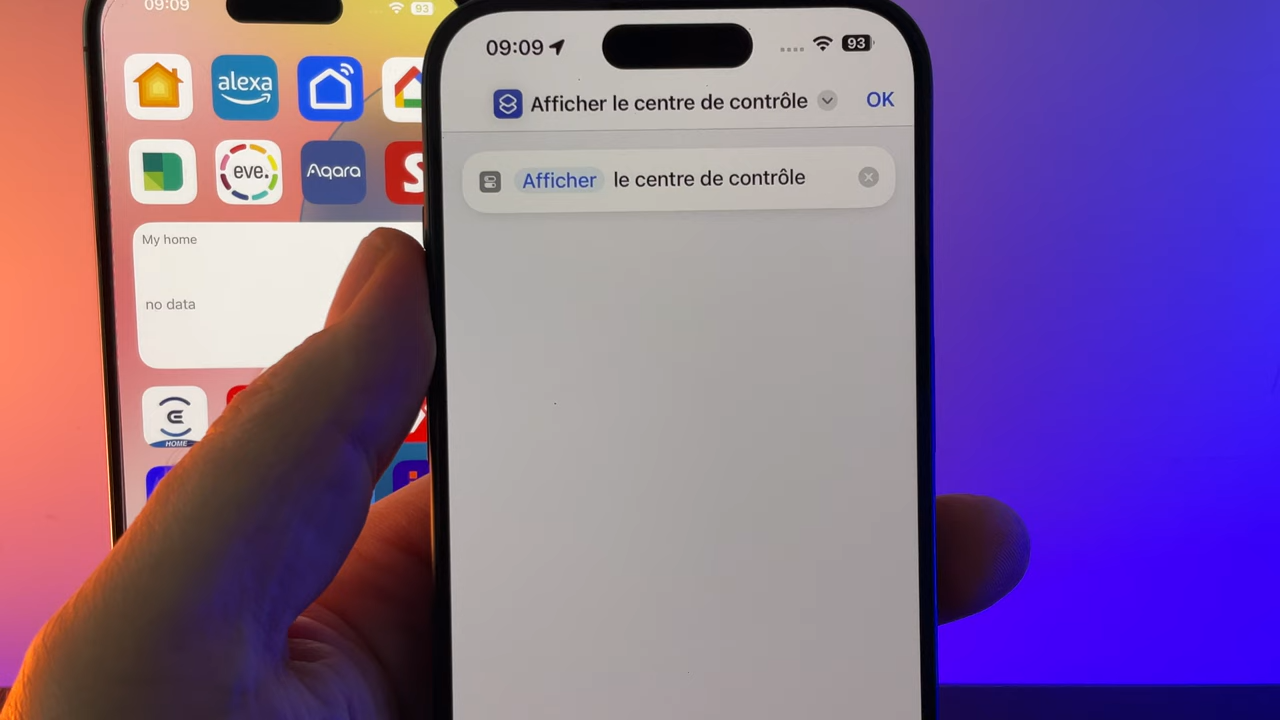 09:09
93
alexa
eve.
Aqara
S
My home
no data
HOME
09:09
93
Afficher le centre de contrôle
OK
Afficher le centre de contrôle